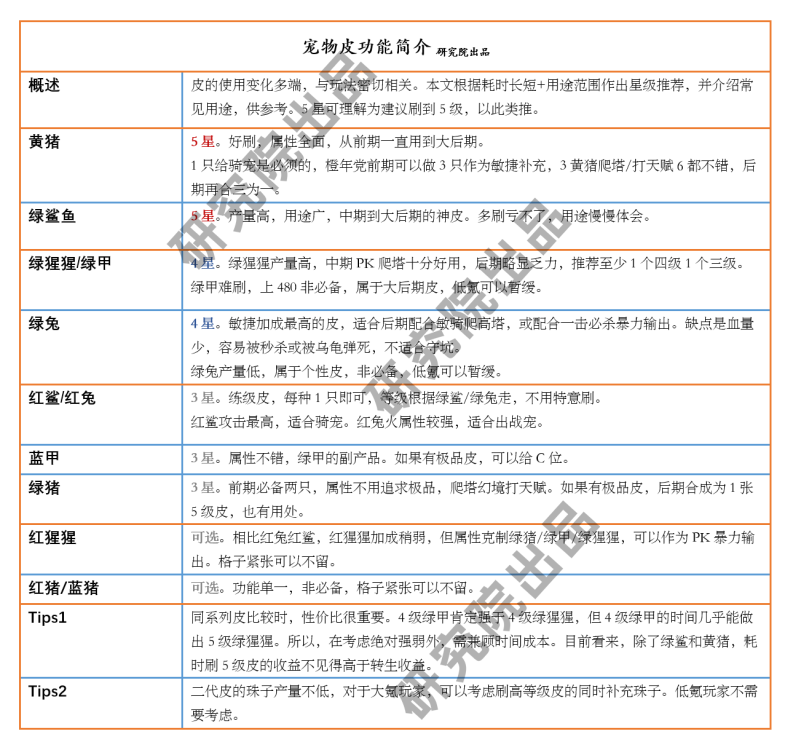 宠物皮功能简介 研究院出品
概述
皮的使用变化多端，与玩法密切相关。本文根据耗时长短+用途范围作出星级推荐，并介绍常
见用途，供参考。5 星可理解为建议刷到 5 级，以此类推。
黄猪
5 星。好刷，属性全面，从前期一直用到大后期。
1 只给骑宠是必须的，橙年党前期可以做 3 只作为敏捷补充，3 黄猪爬塔/打天赋 6 都不错，后
期再合三为一。
绿鲨鱼
5 星。产量高，用途广，中期到大后期的神皮。多刷亏不了，用途慢慢体会。
绿猩猩/绿甲
4 星。绿猩猩产量高，中期 PK 爬塔十分好用，后期略显乏力，推荐至少 1 个四级 1 个三级。
绿甲难刷，上 480 非必备，属于大后期皮，低氪可以暂缓。
绿兔
4 星。敏捷加成最高的皮，适合后期配合敏骑爬高塔，或配合一击必杀暴力输出。缺点是血量
少，容易被秒杀或被乌龟弹死，不适合守坑。
绿兔产量低，属于个性皮，非必备，低氪可以暂缓。
红鲨/红兔
3 星。练级皮，每种 1 只即可，等级根据绿鲨/绿兔走，不用特意刷。
红鲨攻击最高，适合骑宠。红兔火属性较强，适合出战宠。
蓝甲
3 星。属性不错，绿甲的副产品。如果有极品皮，可以给 C 位。
绿猪
3 星。前期必备两只，属性不用追求极品，爬塔幻境打天赋。如果有极品皮，后期合成为 1 张
5 级皮，也有用处。
红猩猩
可选。相比红兔红鲨，红猩猩加成稍弱，但属性克制绿猪/绿甲/绿猩猩，可以作为 PK 暴力输
出。格子紧张可以不留。
红猪/蓝猪
可选。功能单一，非必备，格子紧张可以不留。
Tips1
同系列皮比较时，性价比很重要。4 级绿甲肯定强于 4 级绿猩猩，但 4 级绿甲的时间几乎能做
出 5 级绿猩猩。所以，在考虑绝对强弱外，需兼顾时间成本。目前看来，除了绿鲨和黄猪，耗
时刷 5 级皮的收益不见得高于转生收益。
Tips2
二代皮的珠子产量不低，对于大氪玩家，可以考虑刷高等级皮的同时补充珠子。低氪玩家不需
要考虑。
研究院出品
研究院出品
研究院出品